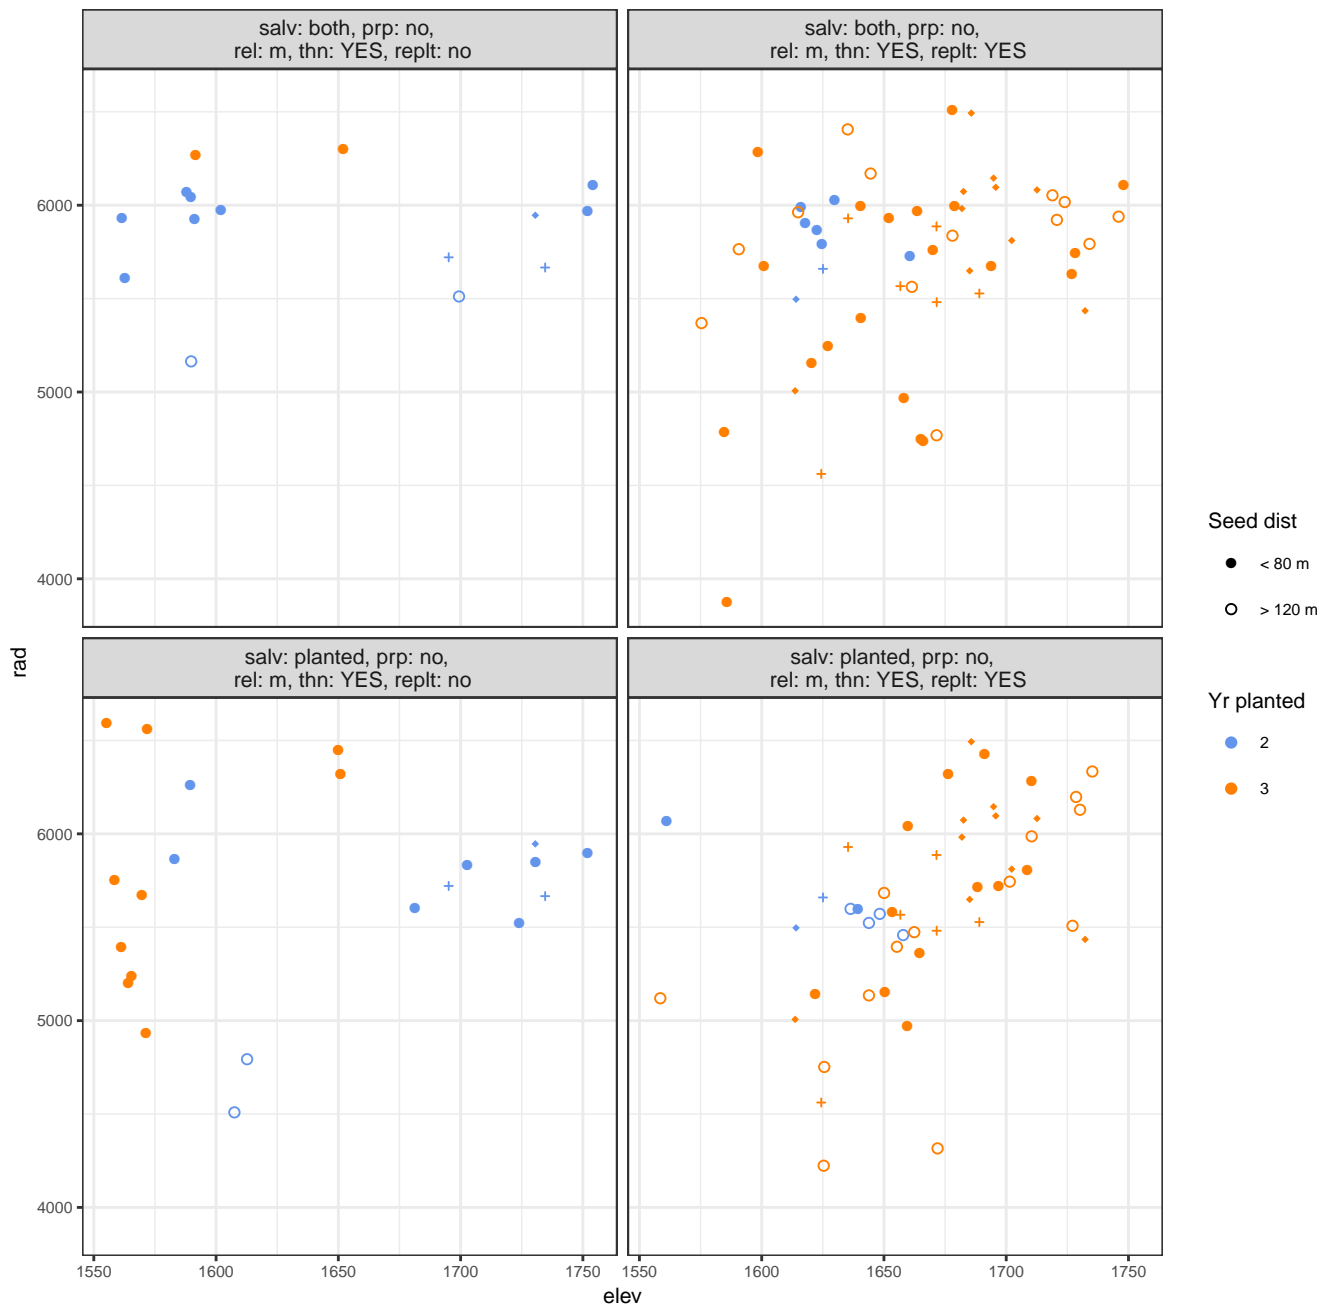 salv: both, prp: no,
rel: m, thn: YES, replt: no
salv: both, prp: no,
rel: m, thn: YES, replt: YES
6000
5000
4000
salv: planted, prp: no,
rel: m, thn: YES, replt: no
salv: planted, prp: no,
rel: m, thn: YES, replt: YES
6000
5000
4000
rad
1550 1600 1650 1700 1750
1550 1600 1650 1700 1750
elev
Seed dist
< 80 m
> 120 m
Yr planted
2
3